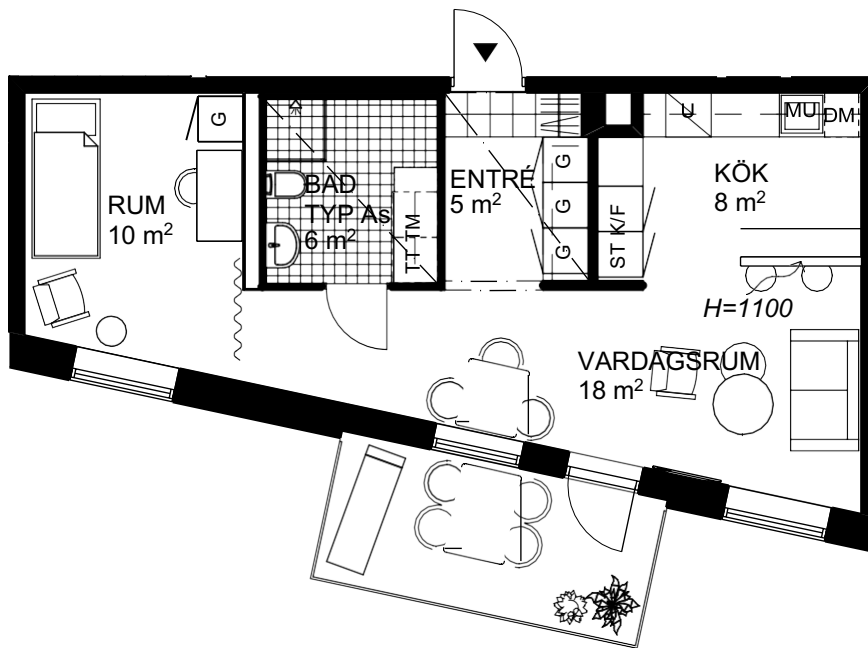 G
RUM
10 m²
BAD
TYP As
6 m²
TT TM
ENTRÉ
5 m²
G
G
G
ST K/F
U
MU
DM
KÖK
8 m²
H=1100
VARDAGSRUM
18 m²